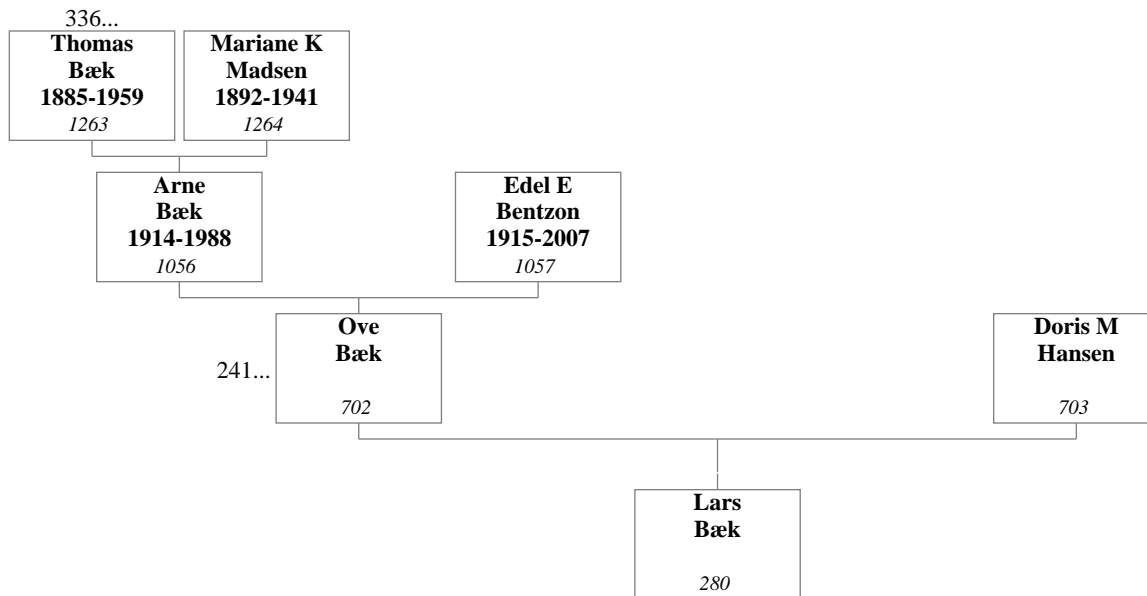 336...
Thomas
Bæk
1885-1959
1263
Mariane K
Madsen
1892-1941
1264
Arne
Bæk
1914-1988
1056
Edel E
Bentzon
1915-2007
1057
241...
Ove
Bæk
702
Doris M
Hansen
703
Lars
Bæk
280